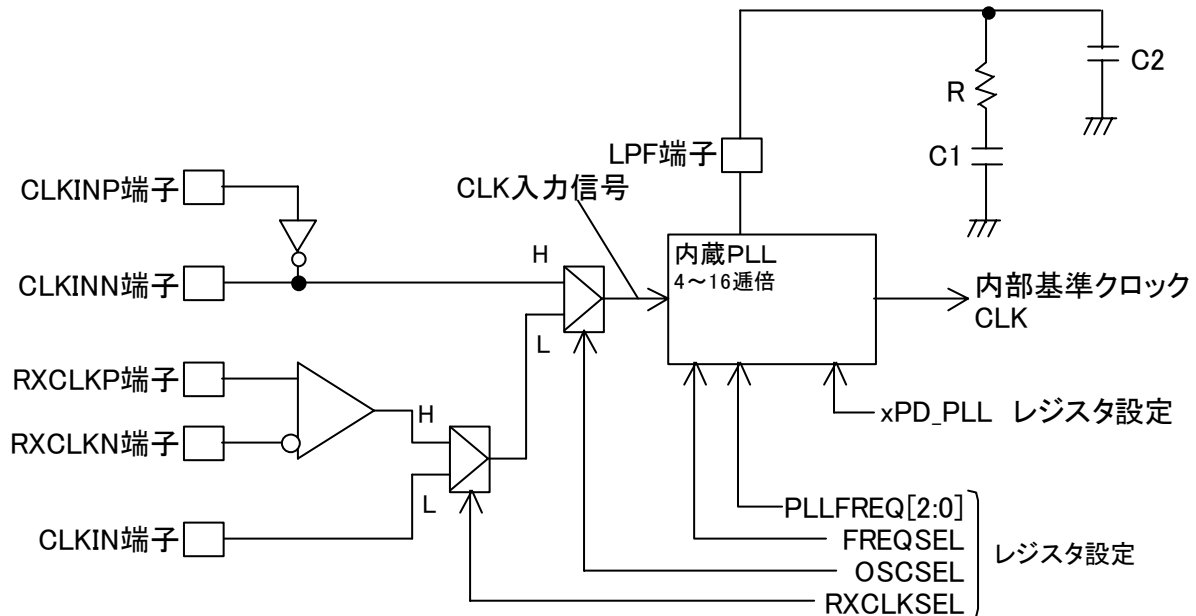 C2
R
C1
LPF端子
CLKINP端子
CLK入力信号
CLKINN端子
H
L
内蔵PLL
4～16逓倍
内部基準クロック
CLK
RXCLKP端子
RXCLKN端子
H
L
CLKIN端子
xPD_PLL レジスタ設定
PLLFREQ[2:0]
FREQSEL
OSCSEL
RXCLKSEL
レジスタ設定